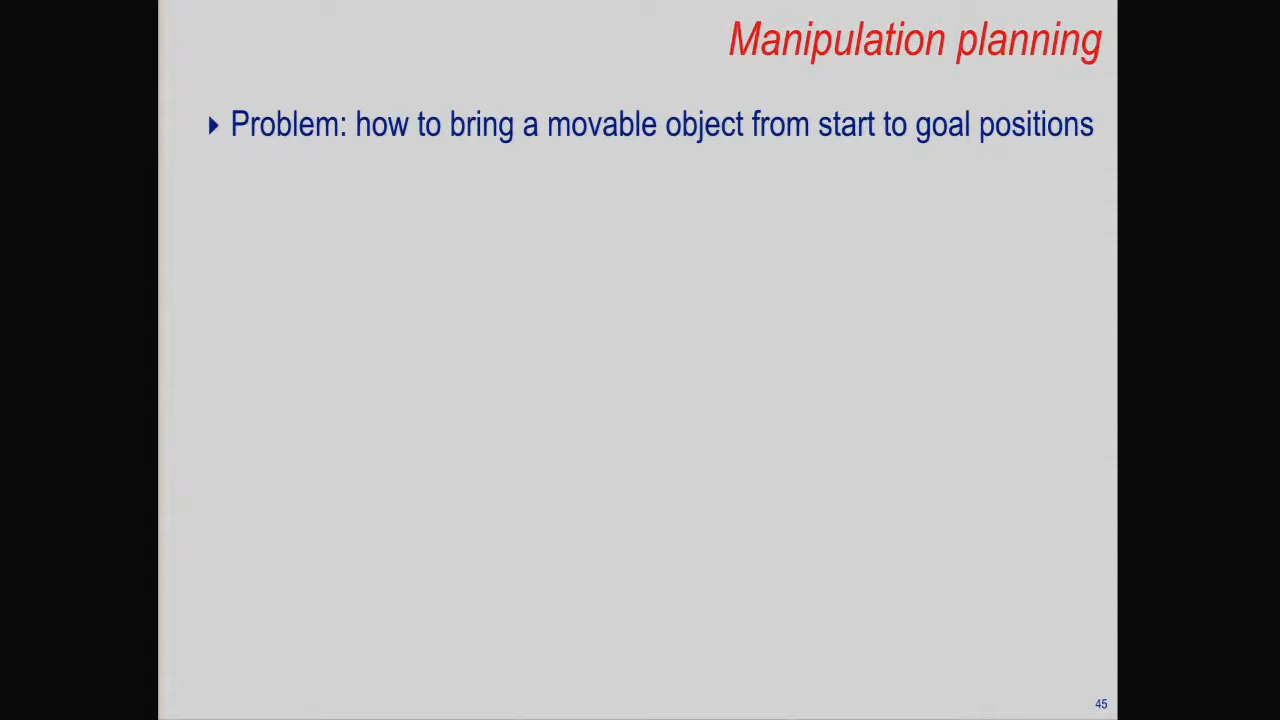 Manipulation planning
Problem: how to bring a movable object from start to goal positions
45